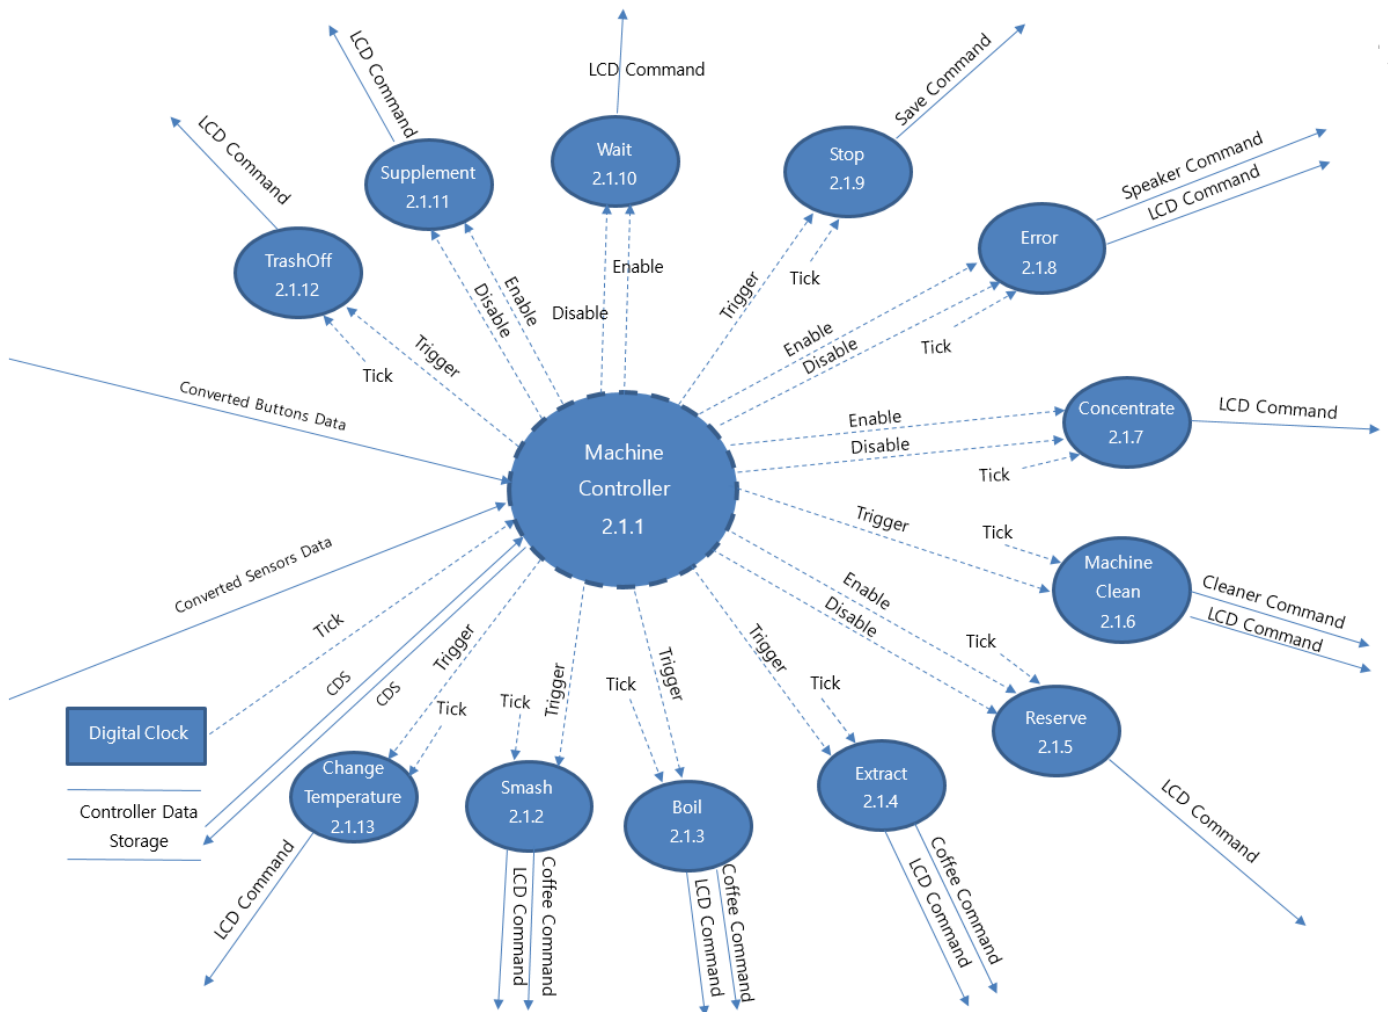 LCD Command
LCD Command
LCD Command
Save Command
Speaker Command
LCD Command
Wait
2.1.10
Stop
2.1.9
Supplement
2.1.11
Error
2.1.8
TrashOff
2.1.12
Enable
Disable
Enable
Disable
Trigger
Tick
Enable
Disable
Tick
Trigger
Tick
Converted Buttons Data
Concentrate
2.1.7
LCD Command
Enable
Disable
Tick
Machine
Controller
2.1.1
Trigger
Tick
Machine
Clean
2.1.6
Cleaner Command
LCD Command
Converted Sensors Data
Tick
CDS
CDS
Trigger
Tick
Tick
Trigger
Tick
Trigger
Trigger
Tick
Enable
Disable
Tick
Digital Clock
Controller Data
Storage
Reserve
2.1.5
LCD Command
Change
Temperature
2.1.13
LCD Command
Smash
2.1.2
LCD Command
Coffee Command
Boil
2.1.3
LCD Command
Coffee Command
Extract
2.1.4
LCD Command
Coffee Command